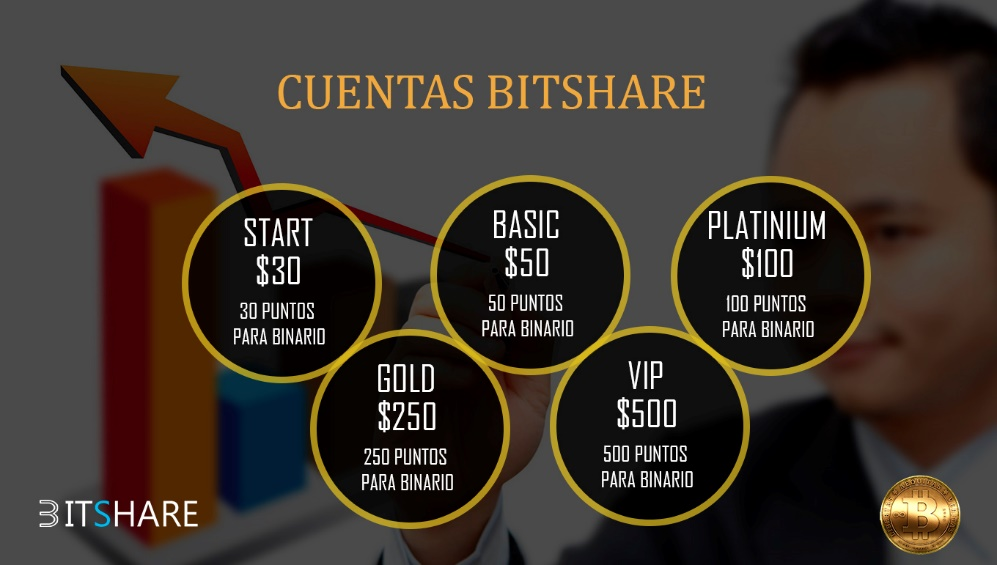 CUENTAS BITSHARE
START
$30
30 PUNTOS
PARA BINARIO
BASIC
$50
50 PUNTOS
PARA BINARIO
PLATINIUM
$100
100 PUNTOS
PARA BINARIO
GOLD
$250
250 PUNTOS
PARA BINARIO
VIP
$500
500 PUNTOS
PARA BINARIO
BITSHARE